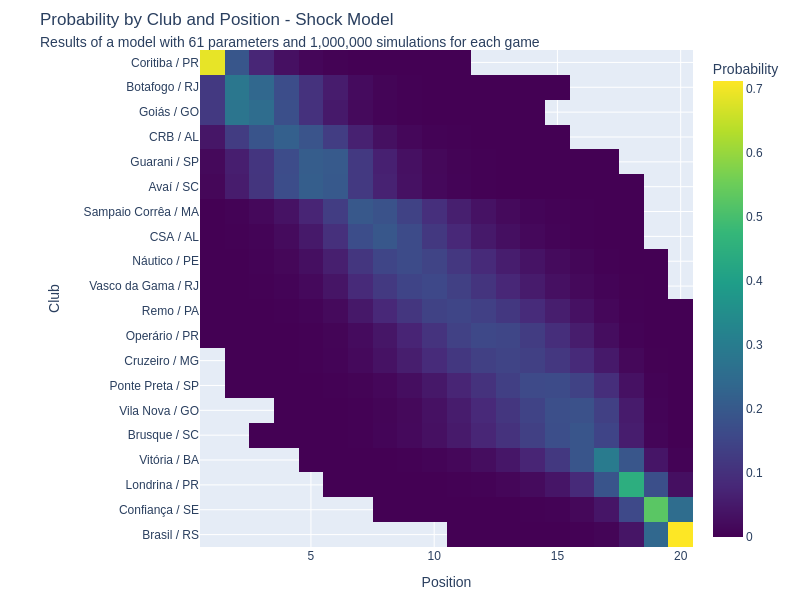 Probability by Club and Position - Shock Model
Results of a model with 61 parameters and 1,000,000 simulations for each game
Probability
Club
Coritiba / PR
Botafogo / RJ
Goiás / GO
CRB / AL
Guarani / SP
Avaí / SC
Sampaio Corrêa / MA
CSA / AL
Náutico / PE
Vasco da Gama / RJ
Remo / PA
Operário / PR
Cruzeiro / MG
Ponte Preta / SP
Vila Nova / GO
Brusque / SC
Vitória / BA
Londrina / PR
Confiança / SE
Brasil / RS
0.7
0.6
0.5
0.4
0.3
0.2
0.1
0
5 10 15 20
Position